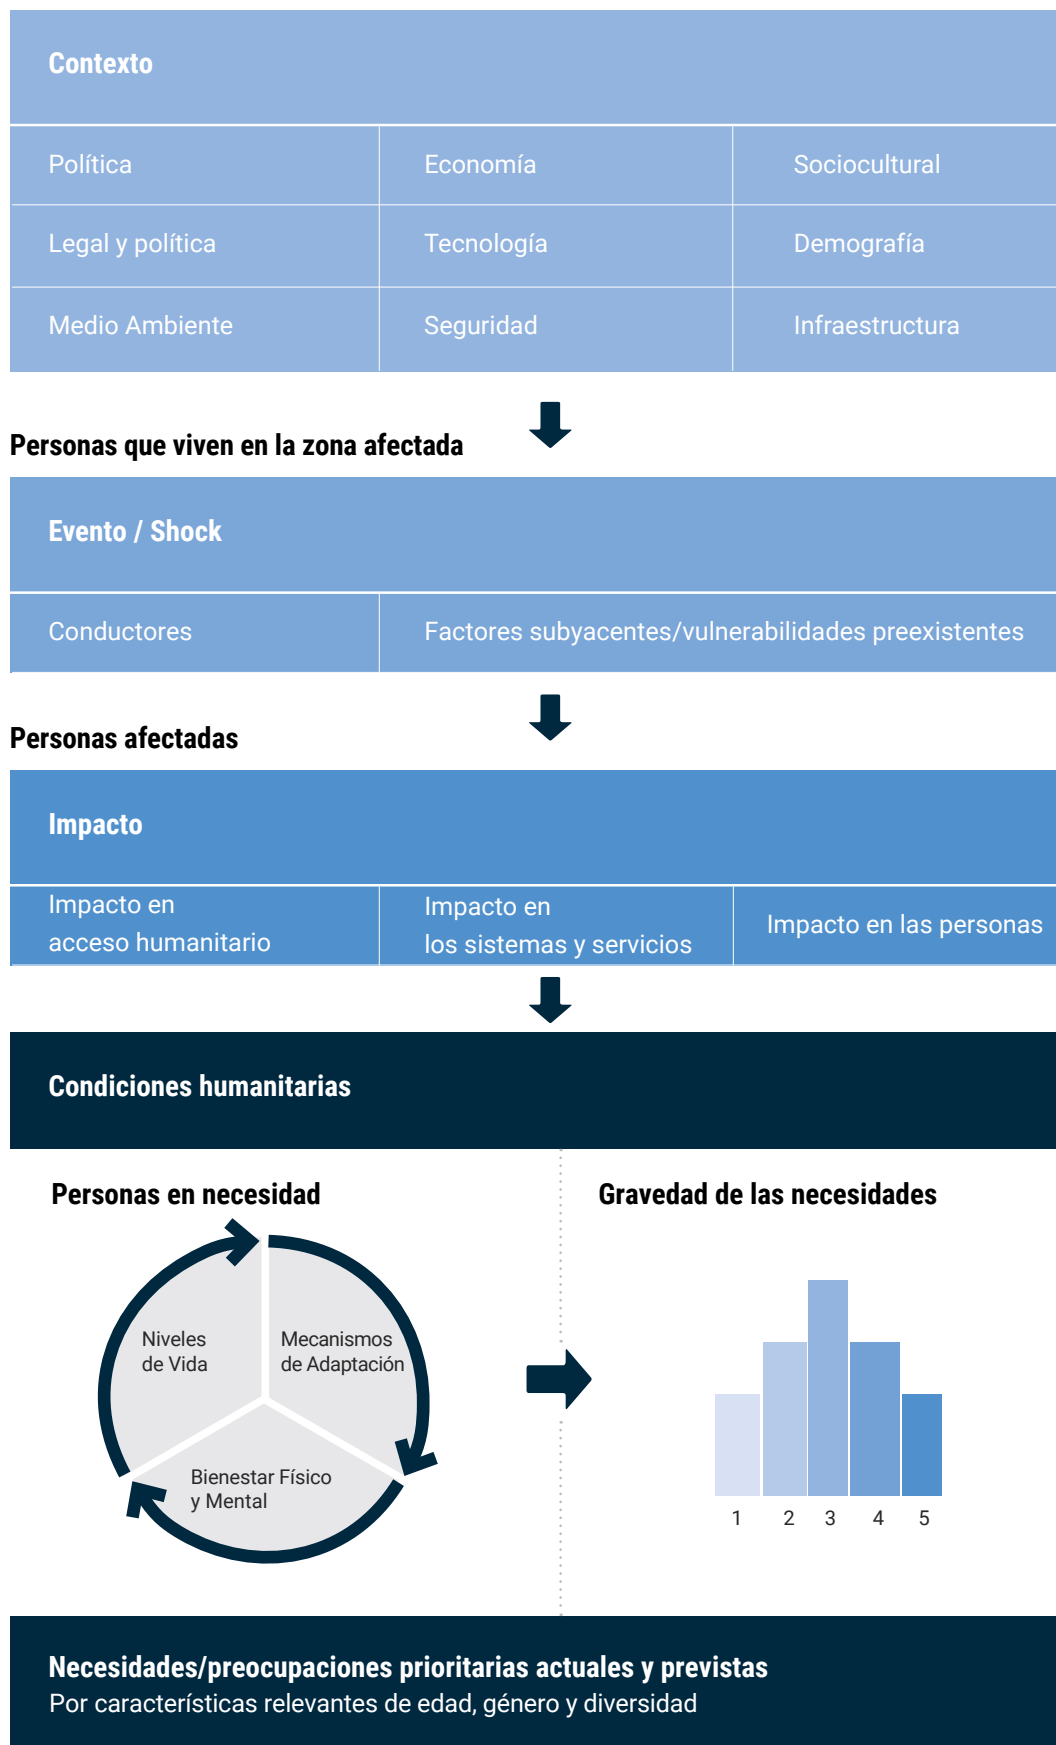 Contexto
Política
Economía
Sociocultural
Legal y política
Tecnología
Demografía
Medio Ambiente
Seguridad
Infraestructura
Personas que viven en la zona afectada
Evento / Shock
Conductores
Factores subyacentes/vulnerabilidades preexistentes
Personas afectadas
Impacto
Impacto en
acceso humanitario
Impacto en
los sistemas y servicios
Impacto en las personas
Condiciones humanitarias
Personas en necesidad
Niveles
de Vida
Mecanismos
de Adaptación
Bienestar Físico
y Mental
Gravedad de las necesidades
1 2 3 4 5
Necesidades/preocupaciones prioritarias actuales y previstas
Por características relevantes de edad, género y diversidad